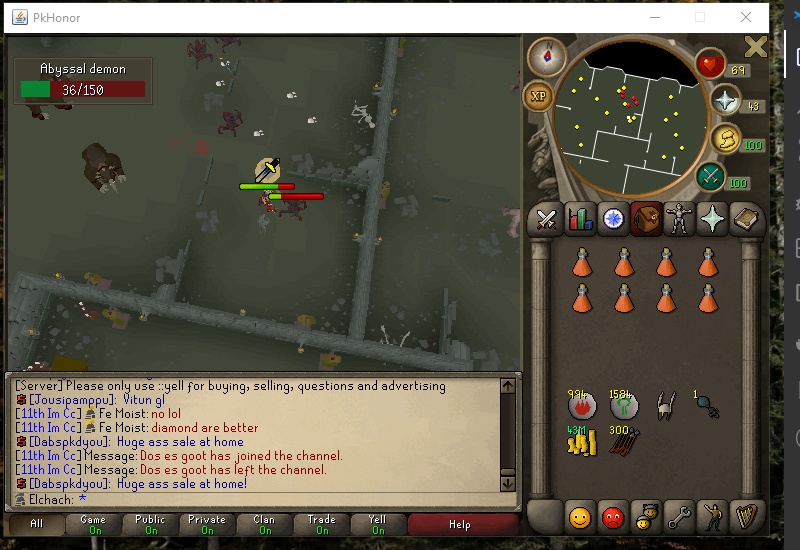 PkHonor
Abyssal demon
36/150
XP
69
43
100
100
994
1584
1
43M
300
[Server] Please only use ::yell for buying, selling, questions and advertising
[Jousipamppu]: Vitun gl
[11th Im Cc] Fe Moist: no lol
[11th Im Cc] Fe Moist: diamond are better
[Dabspkdyou]: Huge ass sale at home
[11th Im Cc] Message: Dos es goot has joined the channel.
[11th Im Cc] Message: Dos es goot has left the channel.
[Dabspkdyou]: Huge ass sale at home!
Elchach: *
All
Game
On
Public
On
Private
On
Clan
On
Trade
On
Yell
On
Help